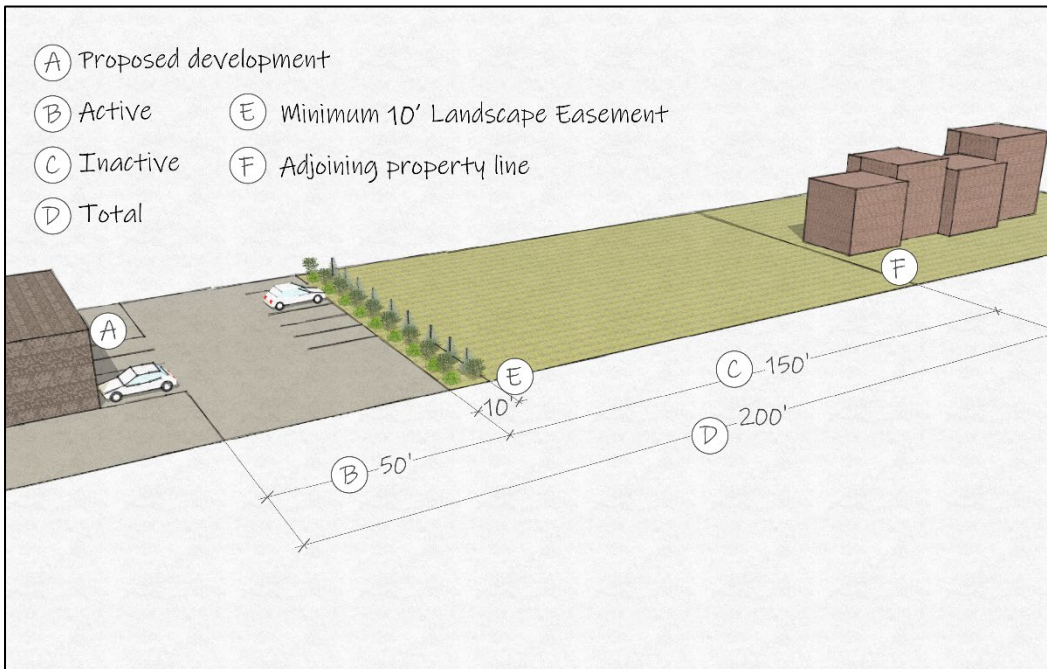 A Proposed development
B Active
E Minimum 10' Landscape Easement
C Inactive
F Adjoining property line
D Total
A
F
E
10'
C 150'
B 50'
D 200'